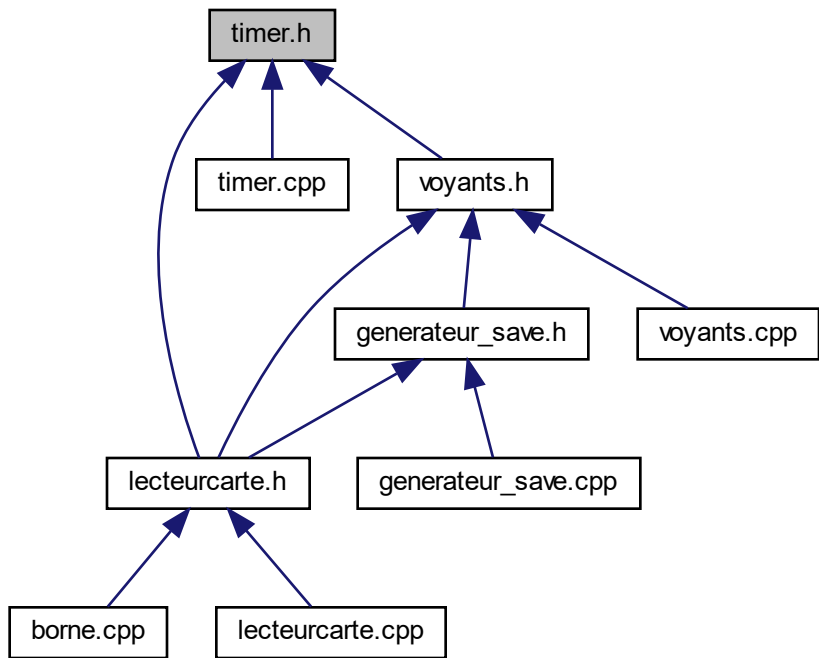 timer.h
timer.cpp
voyants.h
generateur_save.h
voyants.cpp
lecteurcarte.h
generateur_save.cpp
borne.cpp
lecteurcarte.cpp